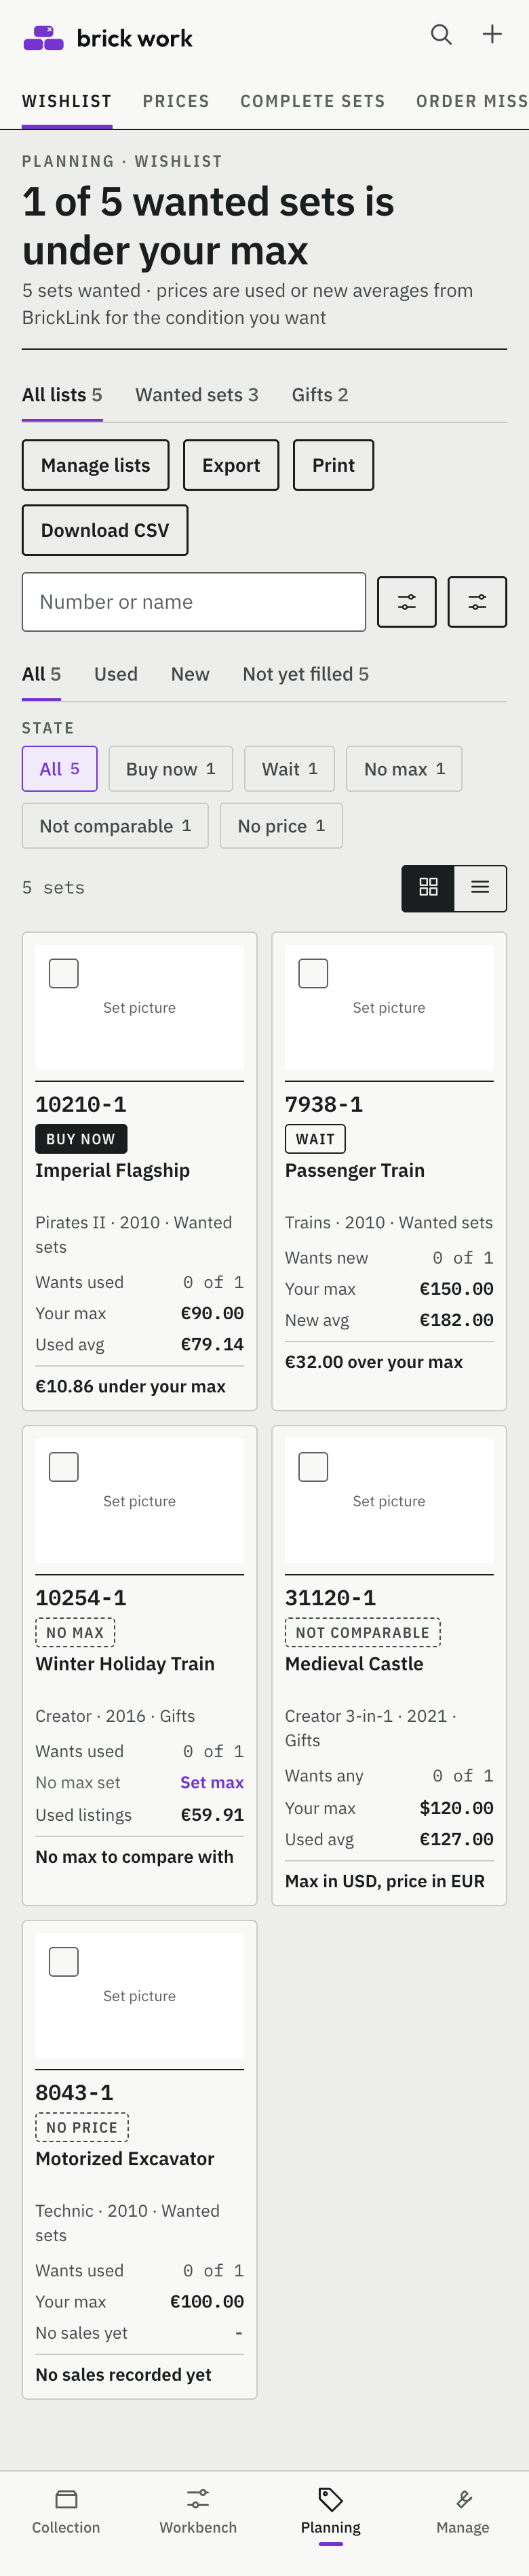 brick work
WISHLIST PRICES COMPLETE SETS ORDER MISS
PLANNING · WISHLIST
1 of 5 wanted sets is
under your max
5 sets wanted · prices are used or new averages from
BrickLink for the condition you want
All lists 5 Wanted sets 3 Gifts 2
Manage lists Export Print
Download CSV
Number or name
All 5 Used New Not yet filled 5
STATE
All 5 Buy now 1 Wait 1 No max 1
Not comparable 1 No price 1
5 sets
Set picture
10210-1
BUY NOW
Imperial Flagship
Pirates II · 2010 · Wanted
sets
Wants used 0 of 1
Your max €90.00
Used avg €79.14
€10.86 under your max
Set picture
7938-1
WAIT
Passenger Train
Trains · 2010 · Wanted sets
Wants new 0 of 1
Your max €150.00
New avg €182.00
€32.00 over your max
Set picture
10254-1
NO MAX
Winter Holiday Train
Creator · 2016 · Gifts
Wants used 0 of 1
No max set Set max
Used listings €59.91
No max to compare with
Set picture
31120-1
NOT COMPARABLE
Medieval Castle
Creator 3-in-1 · 2021 ·
Gifts
Wants any 0 of 1
Your max $120.00
Used avg €127.00
Max in USD, price in EUR
Set picture
8043-1
NO PRICE
Motorized Excavator
Technic · 2010 · Wanted
sets
Wants used 0 of 1
Your max €100.00
No sales yet -
No sales recorded yet
Collection Workbench Planning Manage